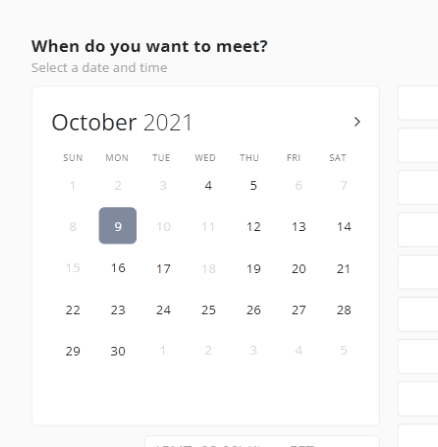 When do you want to meet?
Select a date and time
October 2021
SUN MON TUE WED THU FRI SAT
1 2 3 4 5 6 7
8 9 10 11 12 13 14
15 16 17 18 19 20 21
22 23 24 25 26 27 28
29 30 1 2 3 4 5